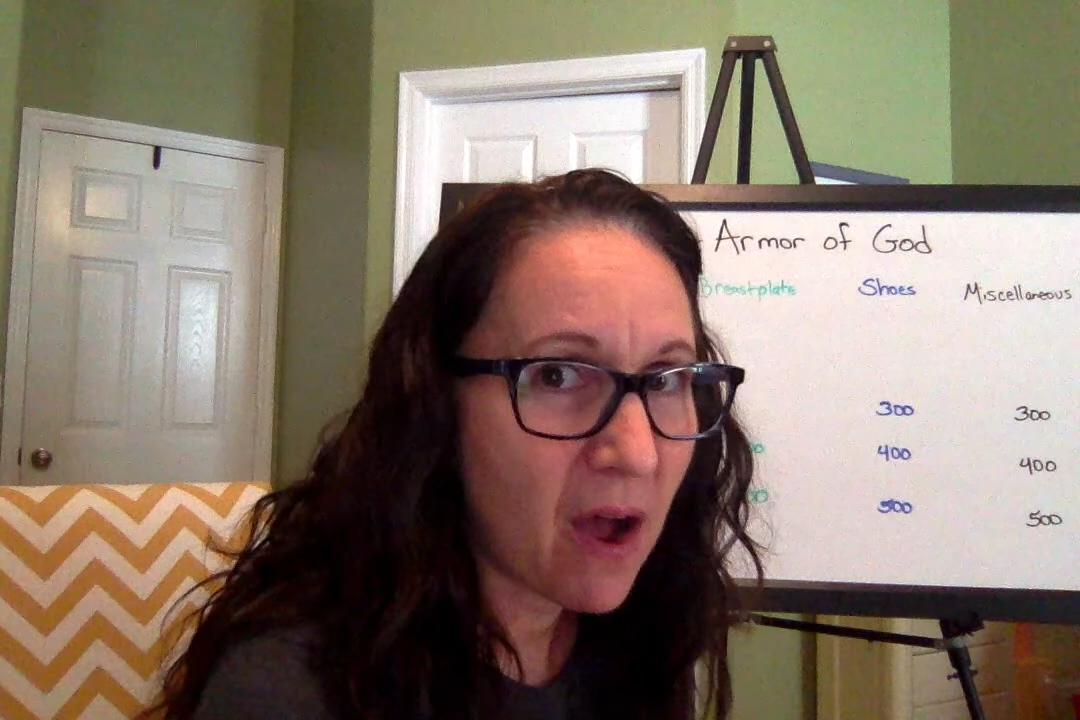 Armor of God
Breastplate Shoes Miscellaneous
300 300
400 400
500 500